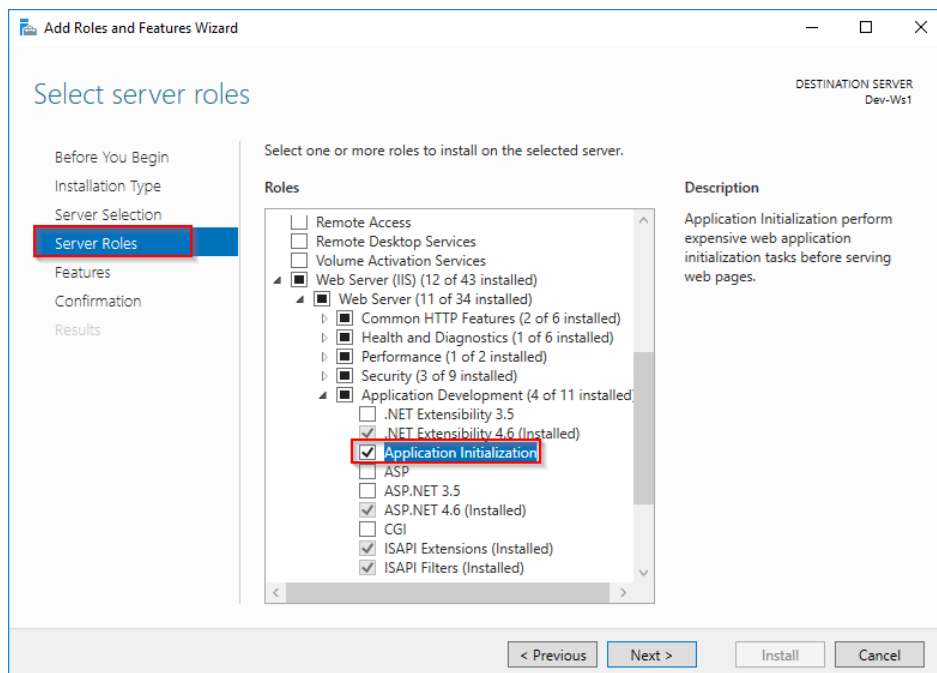 Add Roles and Features Wizard
Select server roles
DESTINATION SERVER
Dev-Ws1
Before You Begin
Installation Type
Server Selection
Server Roles
Features
Confirmation
Results
Select one or more roles to install on the selected server.
Roles
Remote Access
Remote Desktop Services
Volume Activation Services
Web Server (IIS) (12 of 43 installed)
Web Server (11 of 34 installed)
Common HTTP Features (2 of 6 installed)
Health and Diagnostics (1 of 6 installed)
Performance (1 of 2 installed)
Security (3 of 9 installed)
Application Development (4 of 11 installed
.NET Extensibility 3.5
.NET Extensibility 4.6 (Installed)
Application Initialization
ASP
ASP.NET 3.5
ASP.NET 4.6 (Installed)
CGI
ISAPI Extensions (Installed)
ISAPI Filters (Installed)
Description
Application Initialization perform
expensive web application
initialization tasks before serving
web pages.
< Previous
Next >
Install
Cancel